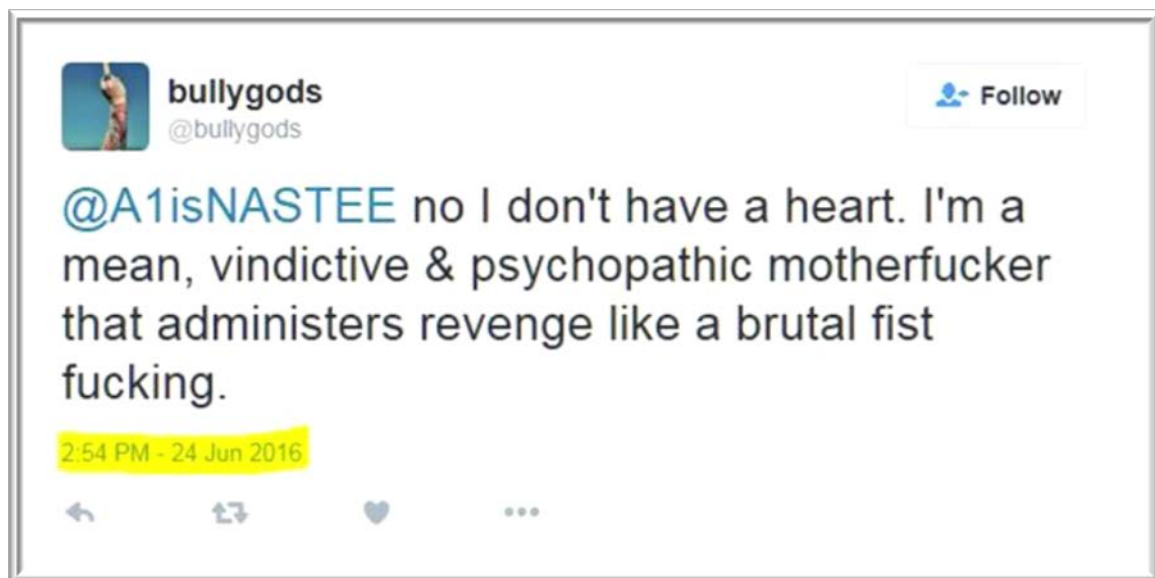 bullygods
@bullygods
Follow
@A1isNASTEE no I don't have a heart. I'm a
mean, vindictive & psychopathic motherfucker
that administers revenge like a brutal fist
fucking.
2:54 PM - 24 Jun 2016